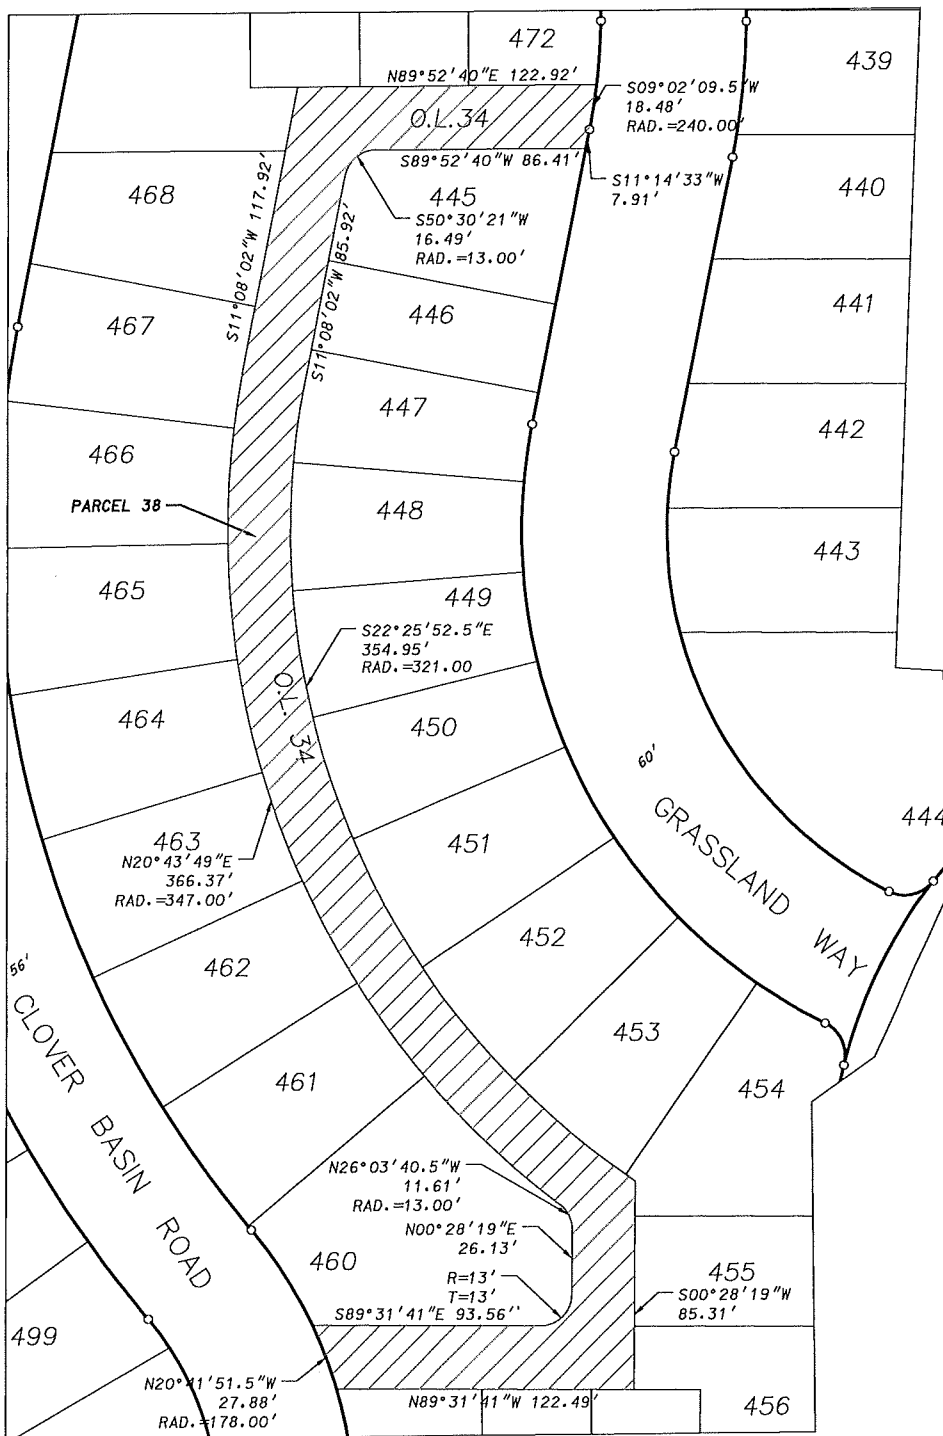 472
439
N89°52'40"E 122.92'
S09°02'09.5"W
18.48'
RAD.=240.00'
O.L.34
S89°52'40"W 86.41'
S11°14'33"W
7.91'
468
445
440
S11°08'02"W 117.92'
S50°30'21"W
16.49'
RAD.=13.00'
S11°08'02"W 85.92'
467
446
441
447
442
466
PARCEL 38
448
443
465
449
S22°25'52.5"E
354.95'
RAD.=321.00
O.L. 34
464
450
60'
GRASSLAND WAY
444
463
N20°43'49"E
366.37'
RAD.=347.00'
451
452
462
56'
CLOVER BASIN ROAD
453
461
454
N26°03'40.5"W
11.61'
RAD.=13.00'
N00°28'19"E
26.13'
460
R=13'
T=13'
455
S00°28'19"W
85.31'
S89°31'41"E 93.56'
499
N20°41'51.5"W
27.88'
RAD.=178.00'
N89°31'41"W 122.49'
456